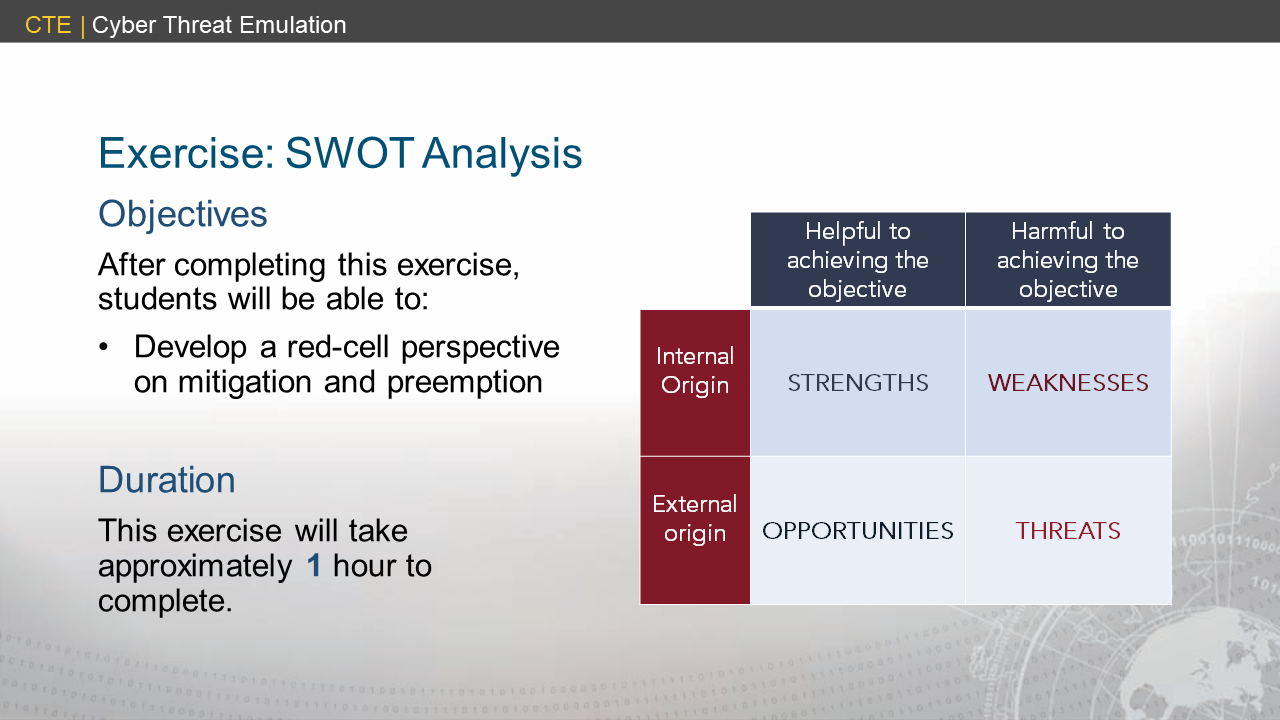 CTE | Cyber Threat Emulation
Exercise: SWOT Analysis
Objectives
After completing this exercise,
students will be able to:
• Develop a red-cell perspective
on mitigation and preemption
Duration
This exercise will take
approximately 1 hour to
complete.
Helpful to
achieving the
objective
Harmful to
achieving the
objective
Internal
Origin
STRENGTHS
WEAKNESSES
External
origin
OPPORTUNITIES
THREATS